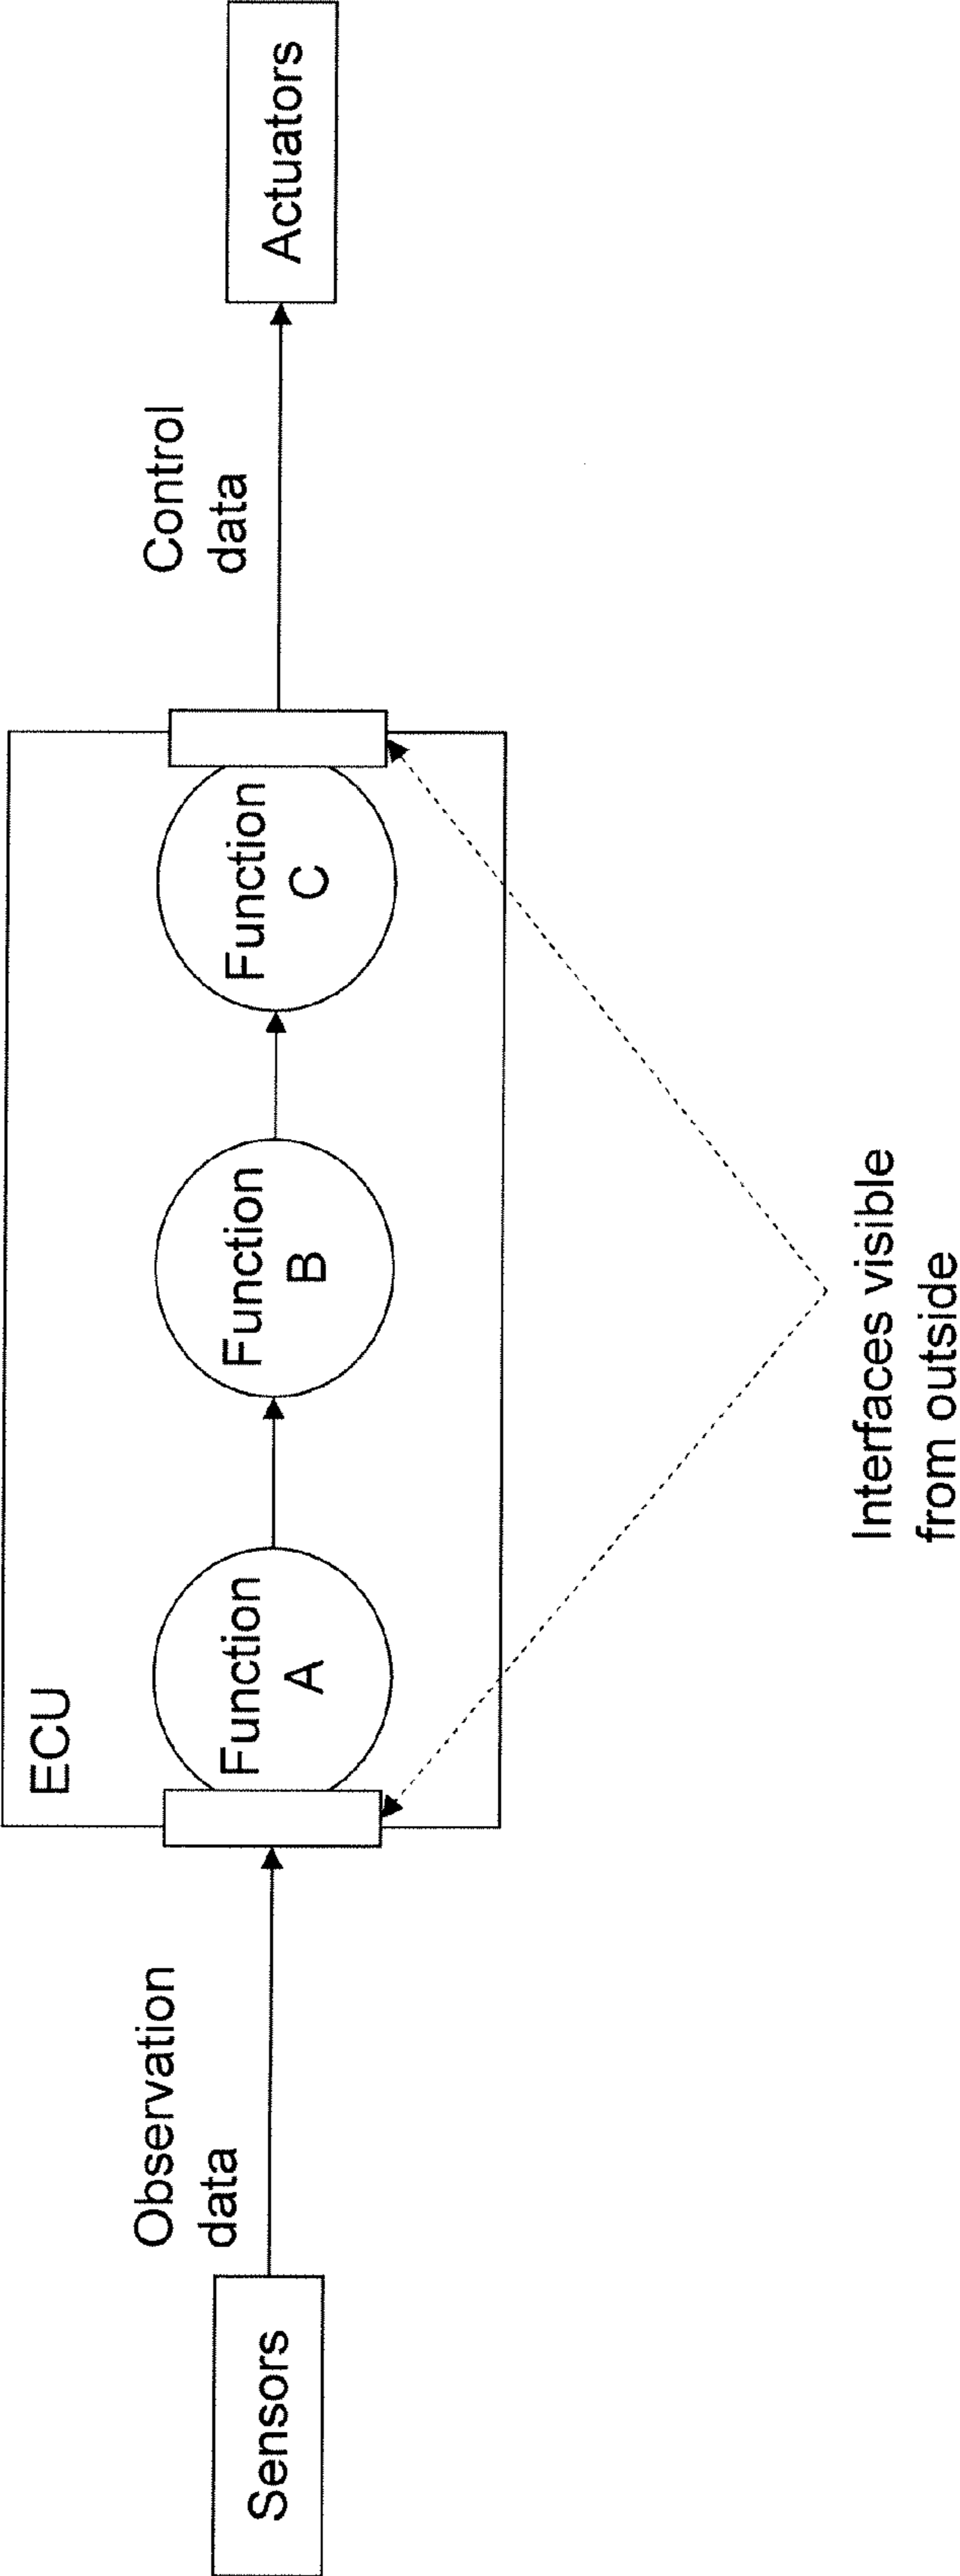 ECU
Sensors
Observation
data
Function
A
Function
B
Function
C
Control
data
Actuators
Interfaces visible
from outside